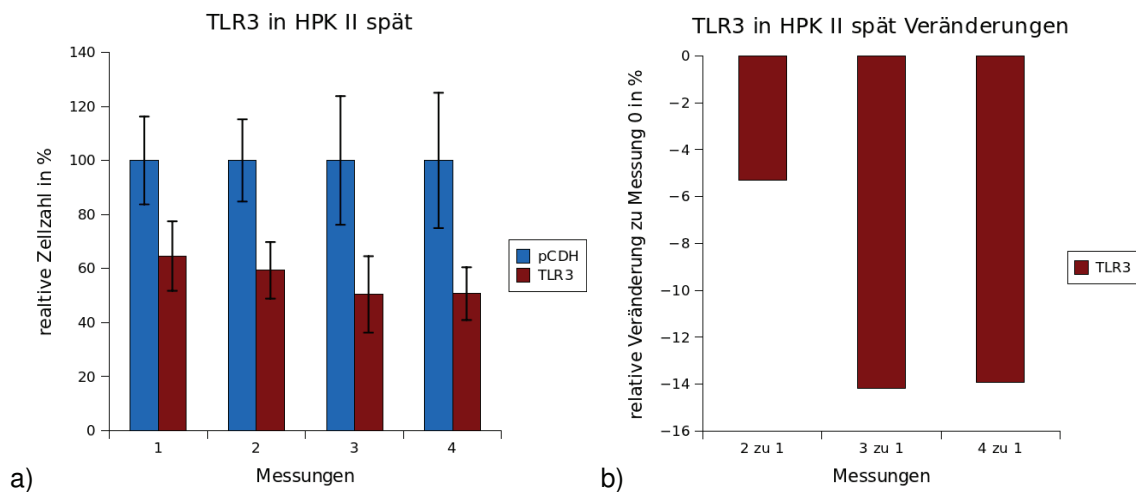 TLR3 in HPK II spät
140
120
100
80
60
40
20
0
realtive Zellzahl in %
1 2 3 4
Messungen
pCDH
TLR3
a)
TLR3 in HPK II spät Veränderungen
0
−2
−4
−6
−8
−10
−12
−14
−16
relative Veränderung zu Messung 0 in %
2 zu 1 3 zu 1 4 zu 1
Messungen
TLR3
b)